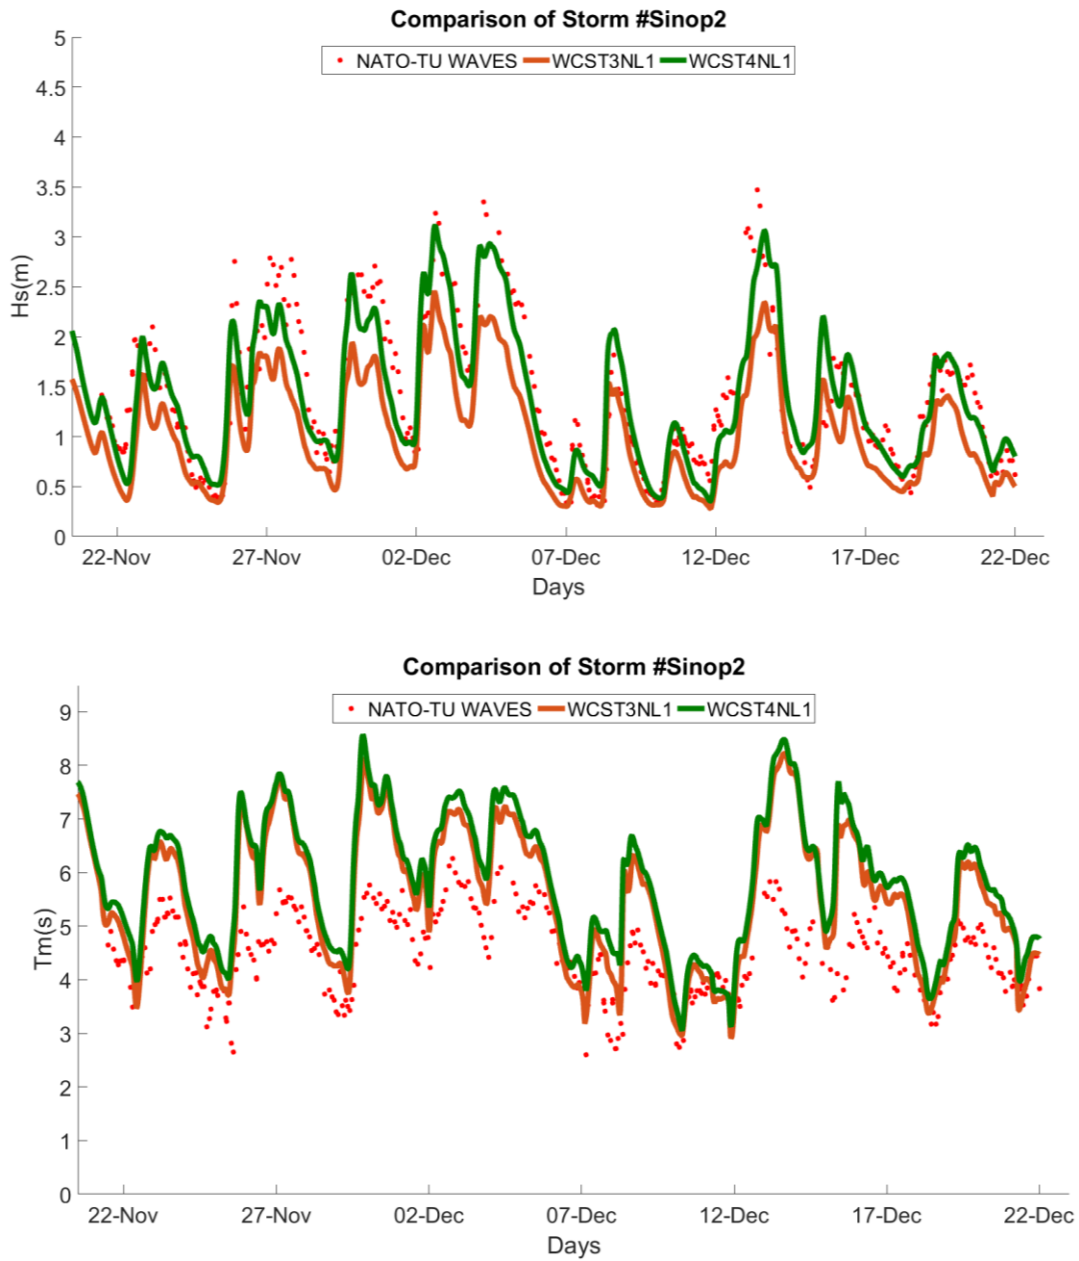 Comparison of Storm #Sinop2
NATO-TU WAVES WCST3NL1 WCST4NL1
5
4.5
4
3.5
3
2.5
2
1.5
1
0.5
0
Hs(m)
22-Nov 27-Nov 02-Dec 07-Dec 12-Dec 17-Dec 22-Dec
Days
Comparison of Storm #Sinop2
NATO-TU WAVES WCST3NL1 WCST4NL1
9
8
7
6
5
4
3
2
1
0
Tm(s)
22-Nov 27-Nov 02-Dec 07-Dec 12-Dec 17-Dec 22-Dec
Days